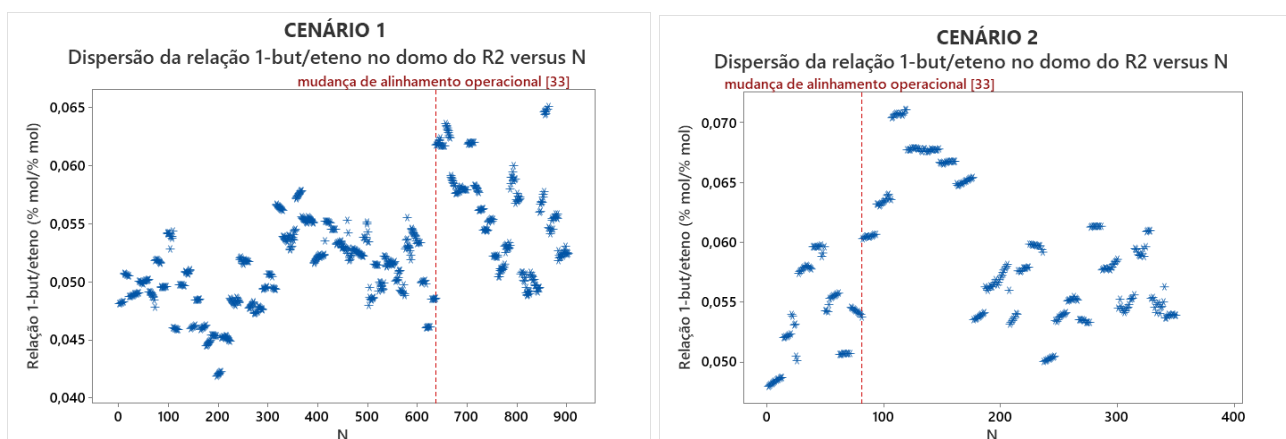 CENÁRIO 1
Dispersão da relação 1-but/eteno no domo do R2 versus N
mudança de alinhamento operacional [33]
Relação 1-but/eteno (% mol/% mol)
0,065
0,060
0,055
0,050
0,045
0,040
0 100 200 300 400 500 600 700 800 900
N
CENÁRIO 2
Dispersão da relação 1-but/eteno no domo do R2 versus N
mudança de alinhamento operacional [33]
Relação 1-but/eteno (% mol/% mol)
0,070
0,065
0,060
0,055
0,050
0 100 200 300 400
N